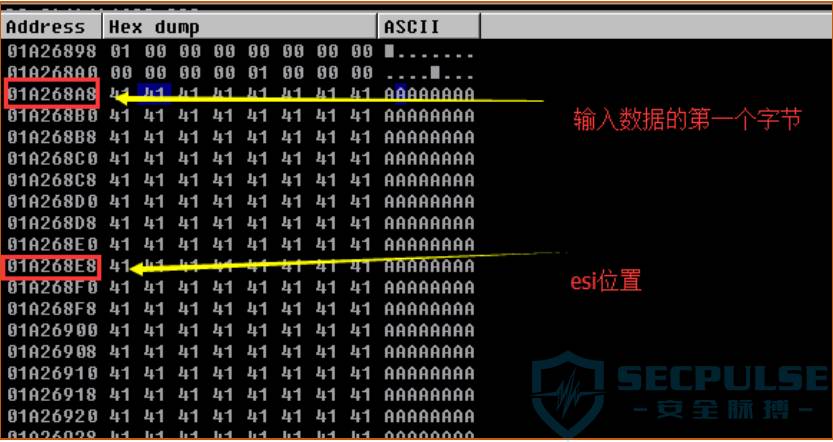 Address Hex dump ASCII
01A26898 01 00 00 00 00 00 00 00 .......
01A268A0 00 00 00 00 01 00 00 00 .... ...
01A268A8 41 41 41 41 41 41 41 41 AAAAAAAA
输入数据的第一个字节
01A268B0 41 41 41 41 41 41 41 41 AAAAAAAA
01A268B8 41 41 41 41 41 41 41 41 AAAAAAAA
01A268C0 41 41 41 41 41 41 41 41 AAAAAAAA
01A268C8 41 41 41 41 41 41 41 41 AAAAAAAA
01A268D0 41 41 41 41 41 41 41 41 AAAAAAAA
01A268D8 41 41 41 41 41 41 41 41 AAAAAAAA
01A268E0 41 41 41 41 41 41 41 41 AAAAAAAA
01A268E8 41 41 41 41 41 41 41 41 AAAAAAAA
esi位置
01A268F0 41 41 41 41 41 41 41 41 AAAAAAAA
01A268F8 41 41 41 41 41 41 41 41 AAAAAAAA
01A26900 41 41 41 41 41 41 41 41 AAAAAAAA
01A26908 41 41 41 41 41 41 41 41 AAAAAAAA
01A26910 41 41 41 41 41 41 41 41 AAAAAAAA
01A26918 41 41 41 41 41 41 41 41 AAAAAAAA
01A26920 41 41 41 41 41 41 41 41 AAAAAAAA
01A26928 41 41 41 41 41 41 41 41 AAAAAAAA
SECPULSE
-安全脉搏-